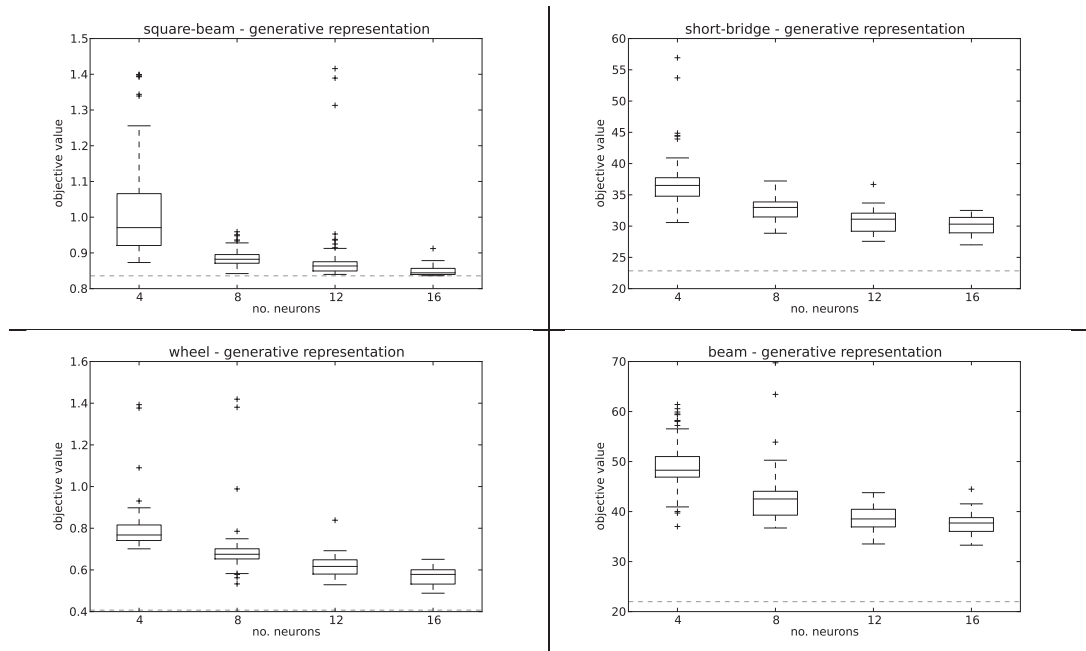 square-beam - generative representation
1.5
1.4
1.3
1.2
1.1
1.0
0.9
0.8
objective value
4 8 12 16
no. neurons
short-bridge - generative representation
60
55
50
45
40
35
30
25
20
objective value
4 8 12 16
no. neurons
wheel - generative representation
1.6
1.4
1.2
1.0
0.8
0.6
0.4
objective value
4 8 12 16
no. neurons
beam - generative representation
70
60
50
40
30
20
objective value
4 8 12 16
no. neurons